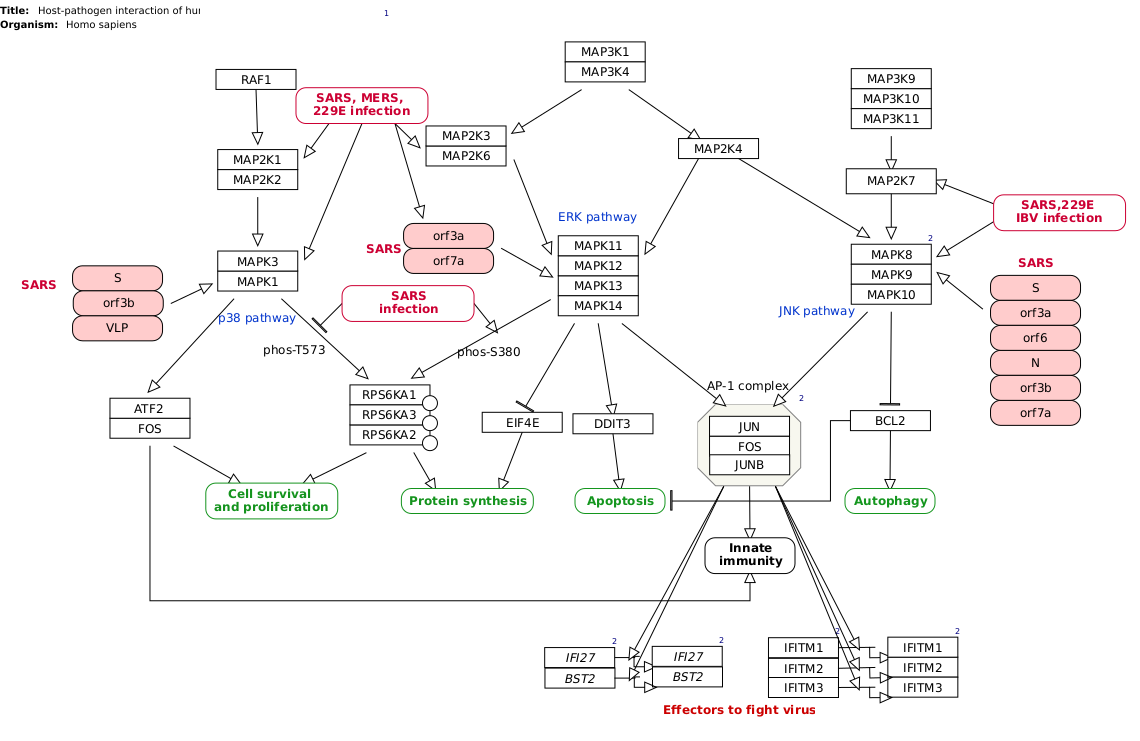 Title: Host-pathogen interaction of hu
Organism: Homo sapiens
1
MAP3K1
MAP3K4
RAF1
SARS, MERS,
229E infection
MAP3K9
MAP3K10
MAP3K11
MAP2K3
MAP2K6
MAP2K4
MAP2K1
MAP2K2
MAP2K7
SARS,229E
IBV infection
ERK pathway
orf3a
orf7a
SARS
MAPK11
MAPK12
MAPK13
MAPK14
2
MAPK8
MAPK9
MAPK10
MAPK3
MAPK1
SARS
S
orf3b
VLP
SARS
S
orf3a
orf6
N
orf3b
orf7a
SARS
infection
p38 pathway
JNK pathway
phos-T573
phos-S380
AP-1 complex
2
ATF2
FOS
RPS6KA1
RPS6KA3
RPS6KA2
EIF4E
DDIT3
JUN
FOS
JUNB
BCL2
Cell survival
and proliferation
Protein synthesis
Apoptosis
Autophagy
Innate
immunity
2
IFI27
BST2
2
IFI27
BST2
2
IFITM1
IFITM2
IFITM3
2
IFITM1
IFITM2
IFITM3
Effectors to fight virus